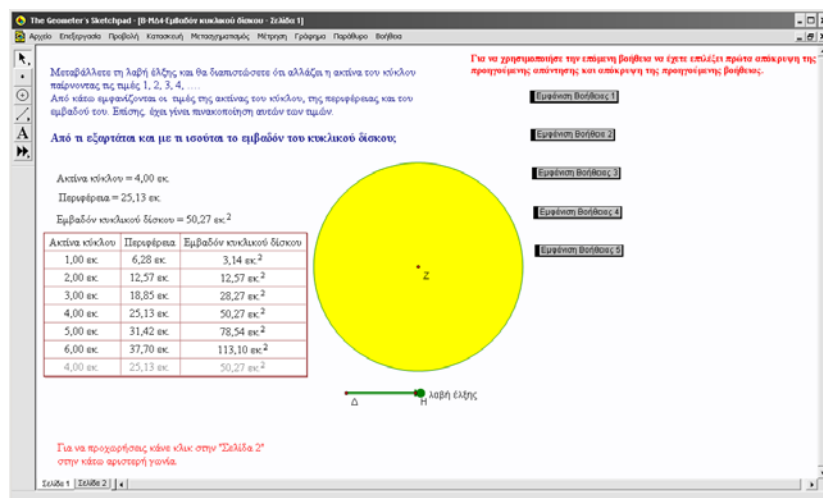 The Geometer's Sketchpad - [Β-Μδ4-Εμβαδόν κυκλικού δίσκου - Σελίδα 1]
Αρχείο Επεξεργασία Προβολή Κατασκευή Μετασχηματισμός Μέτρηση Γράφημα Παράθυρο Βοήθεια
Μεταβάλλετε τη λαβή έλξης και θα διαπιστώσετε ότι αλλάζει η ακτίνα του κύκλου
παίρνοντας τις τιμές 1, 2, 3, 4, ....
Από κάτω εμφανίζονται οι τιμές της ακτίνας του κύκλου, της περιφέρειας και του
εμβαδού του. Επίσης, έχει γίνει πινακοποίηση αυτών των τιμών.
Από τι εξαρτάται και με τι ισούται το εμβαδόν του κυκλικού δίσκου;
Για να χρησιμοποιήσε την επόμενη βοήθεια να έχετε επιλέξει πρώτα απόκρυψη της
προηγούμενης απάντησης και απόκρυψη της προηγούμενης βοήθειας.
Εμφάνιση Βοήθειες 1
Εμφάνιση Βοήθεια 2
Εμφάνιση Βοήθειας 3
Εμφάνιση Βοήθειας 4
Εμφάνιση Βοήθειας 5
Ακτίνα κύκλου = 4,00 εκ.
Περιφέρεια = 25,13 εκ.
Εμβαδόν κυκλικού δίσκου = 50,27 εκ.²
Ακτίνα κύκλου Περιφέρεια Εμβαδόν κυκλικού δίσκου
1,00 εκ. 6,28 εκ. 3,14 εκ.²
2,00 εκ. 12,57 εκ. 12,57 εκ.²
3,00 εκ. 18,85 εκ. 28,27 εκ.²
4,00 εκ. 25,13 εκ. 50,27 εκ.²
5,00 εκ. 31,42 εκ. 78,54 εκ.²
6,00 εκ. 37,70 εκ. 113,10 εκ.²
4,00 εκ. 25,13 εκ. 50,27 εκ.²
Z
Δ
H
λαβή έλξης
Για να προχωρήσεις κάνε κλικ στην "Σελίδα 2"
στην κάτω αριστερή γωνία.
Σελίδα 1 Σελίδα 2
A